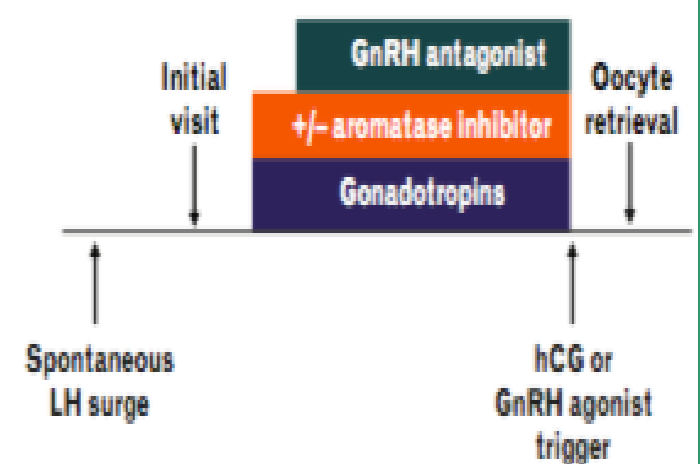 GnRH antagonist
Initial
visit
Oocyte
retrieval
+/– aromatase inhibitor
Gonadotropins
Spontaneous
LH surge
hCG or
GnRH agonist
trigger